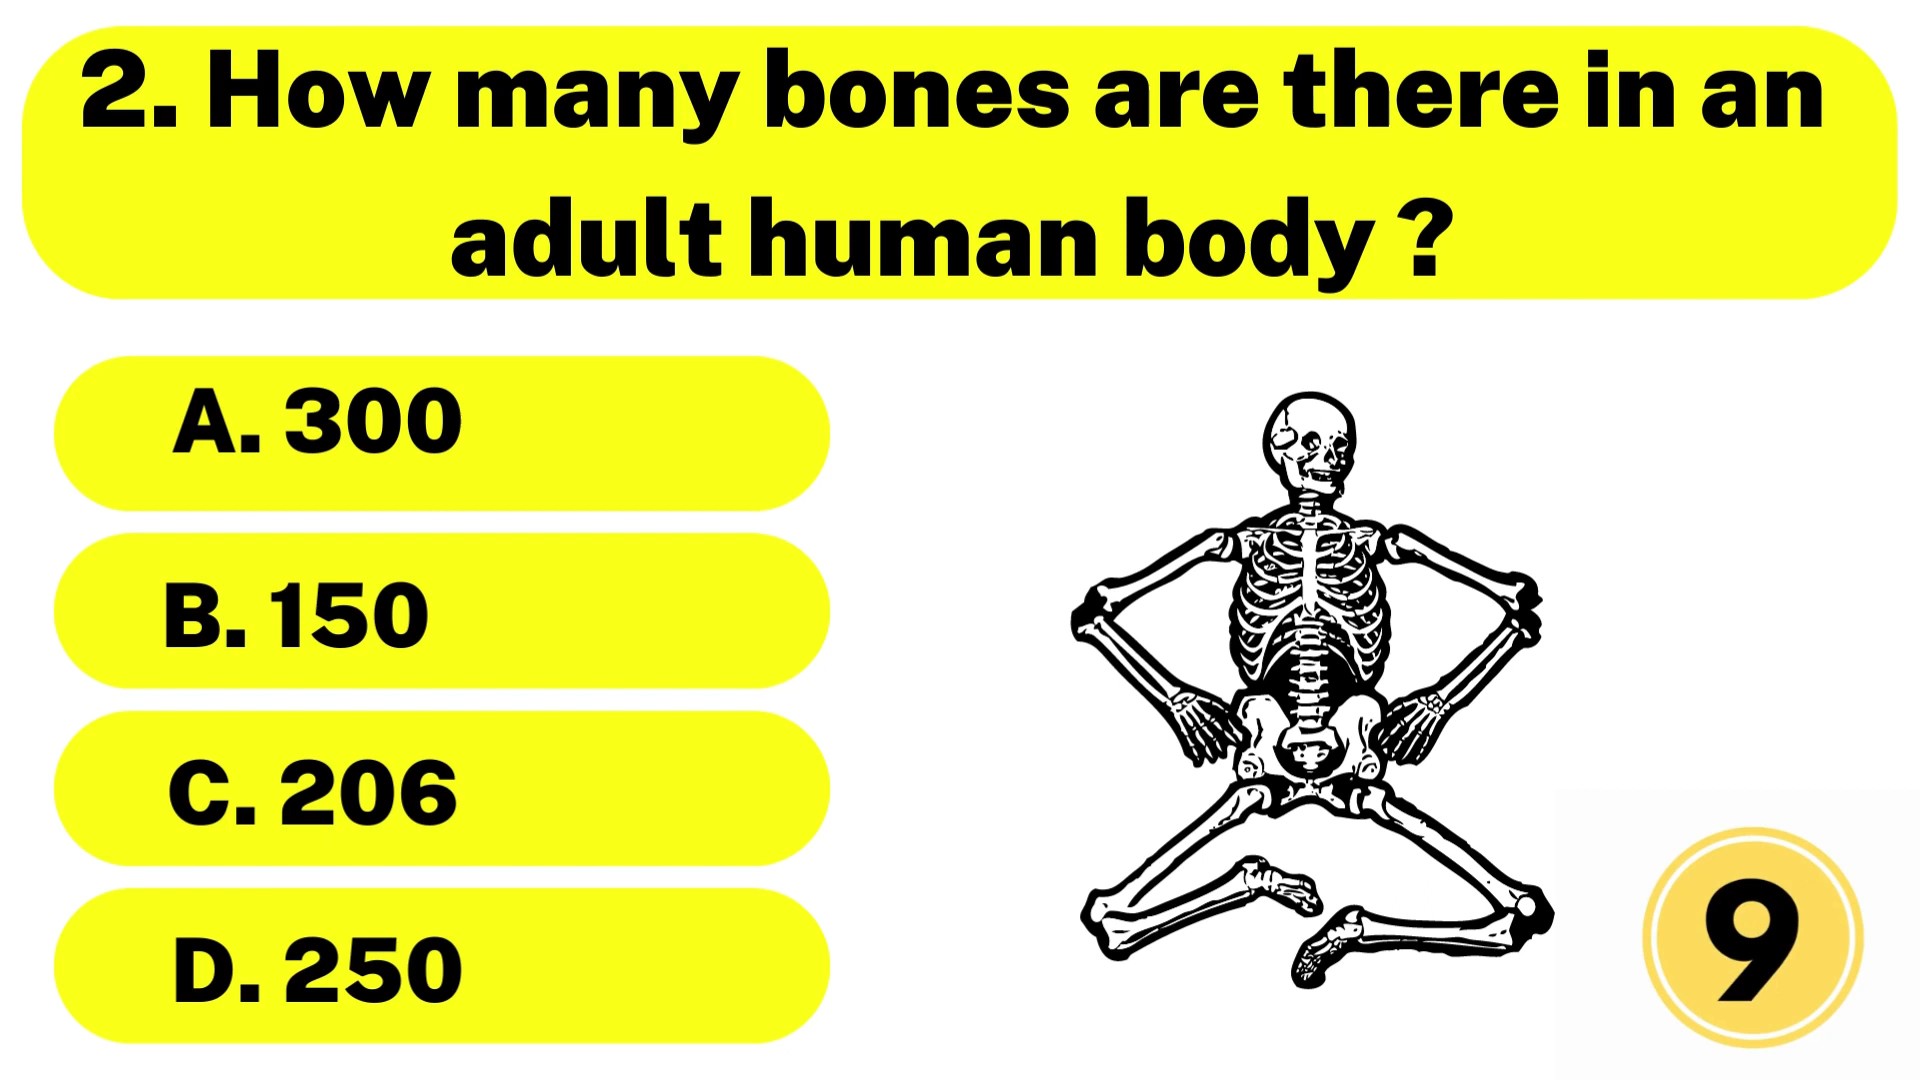 2. How many bones are there in an
adult human body ?
A. 300
B. 150
C. 206
D. 250
9